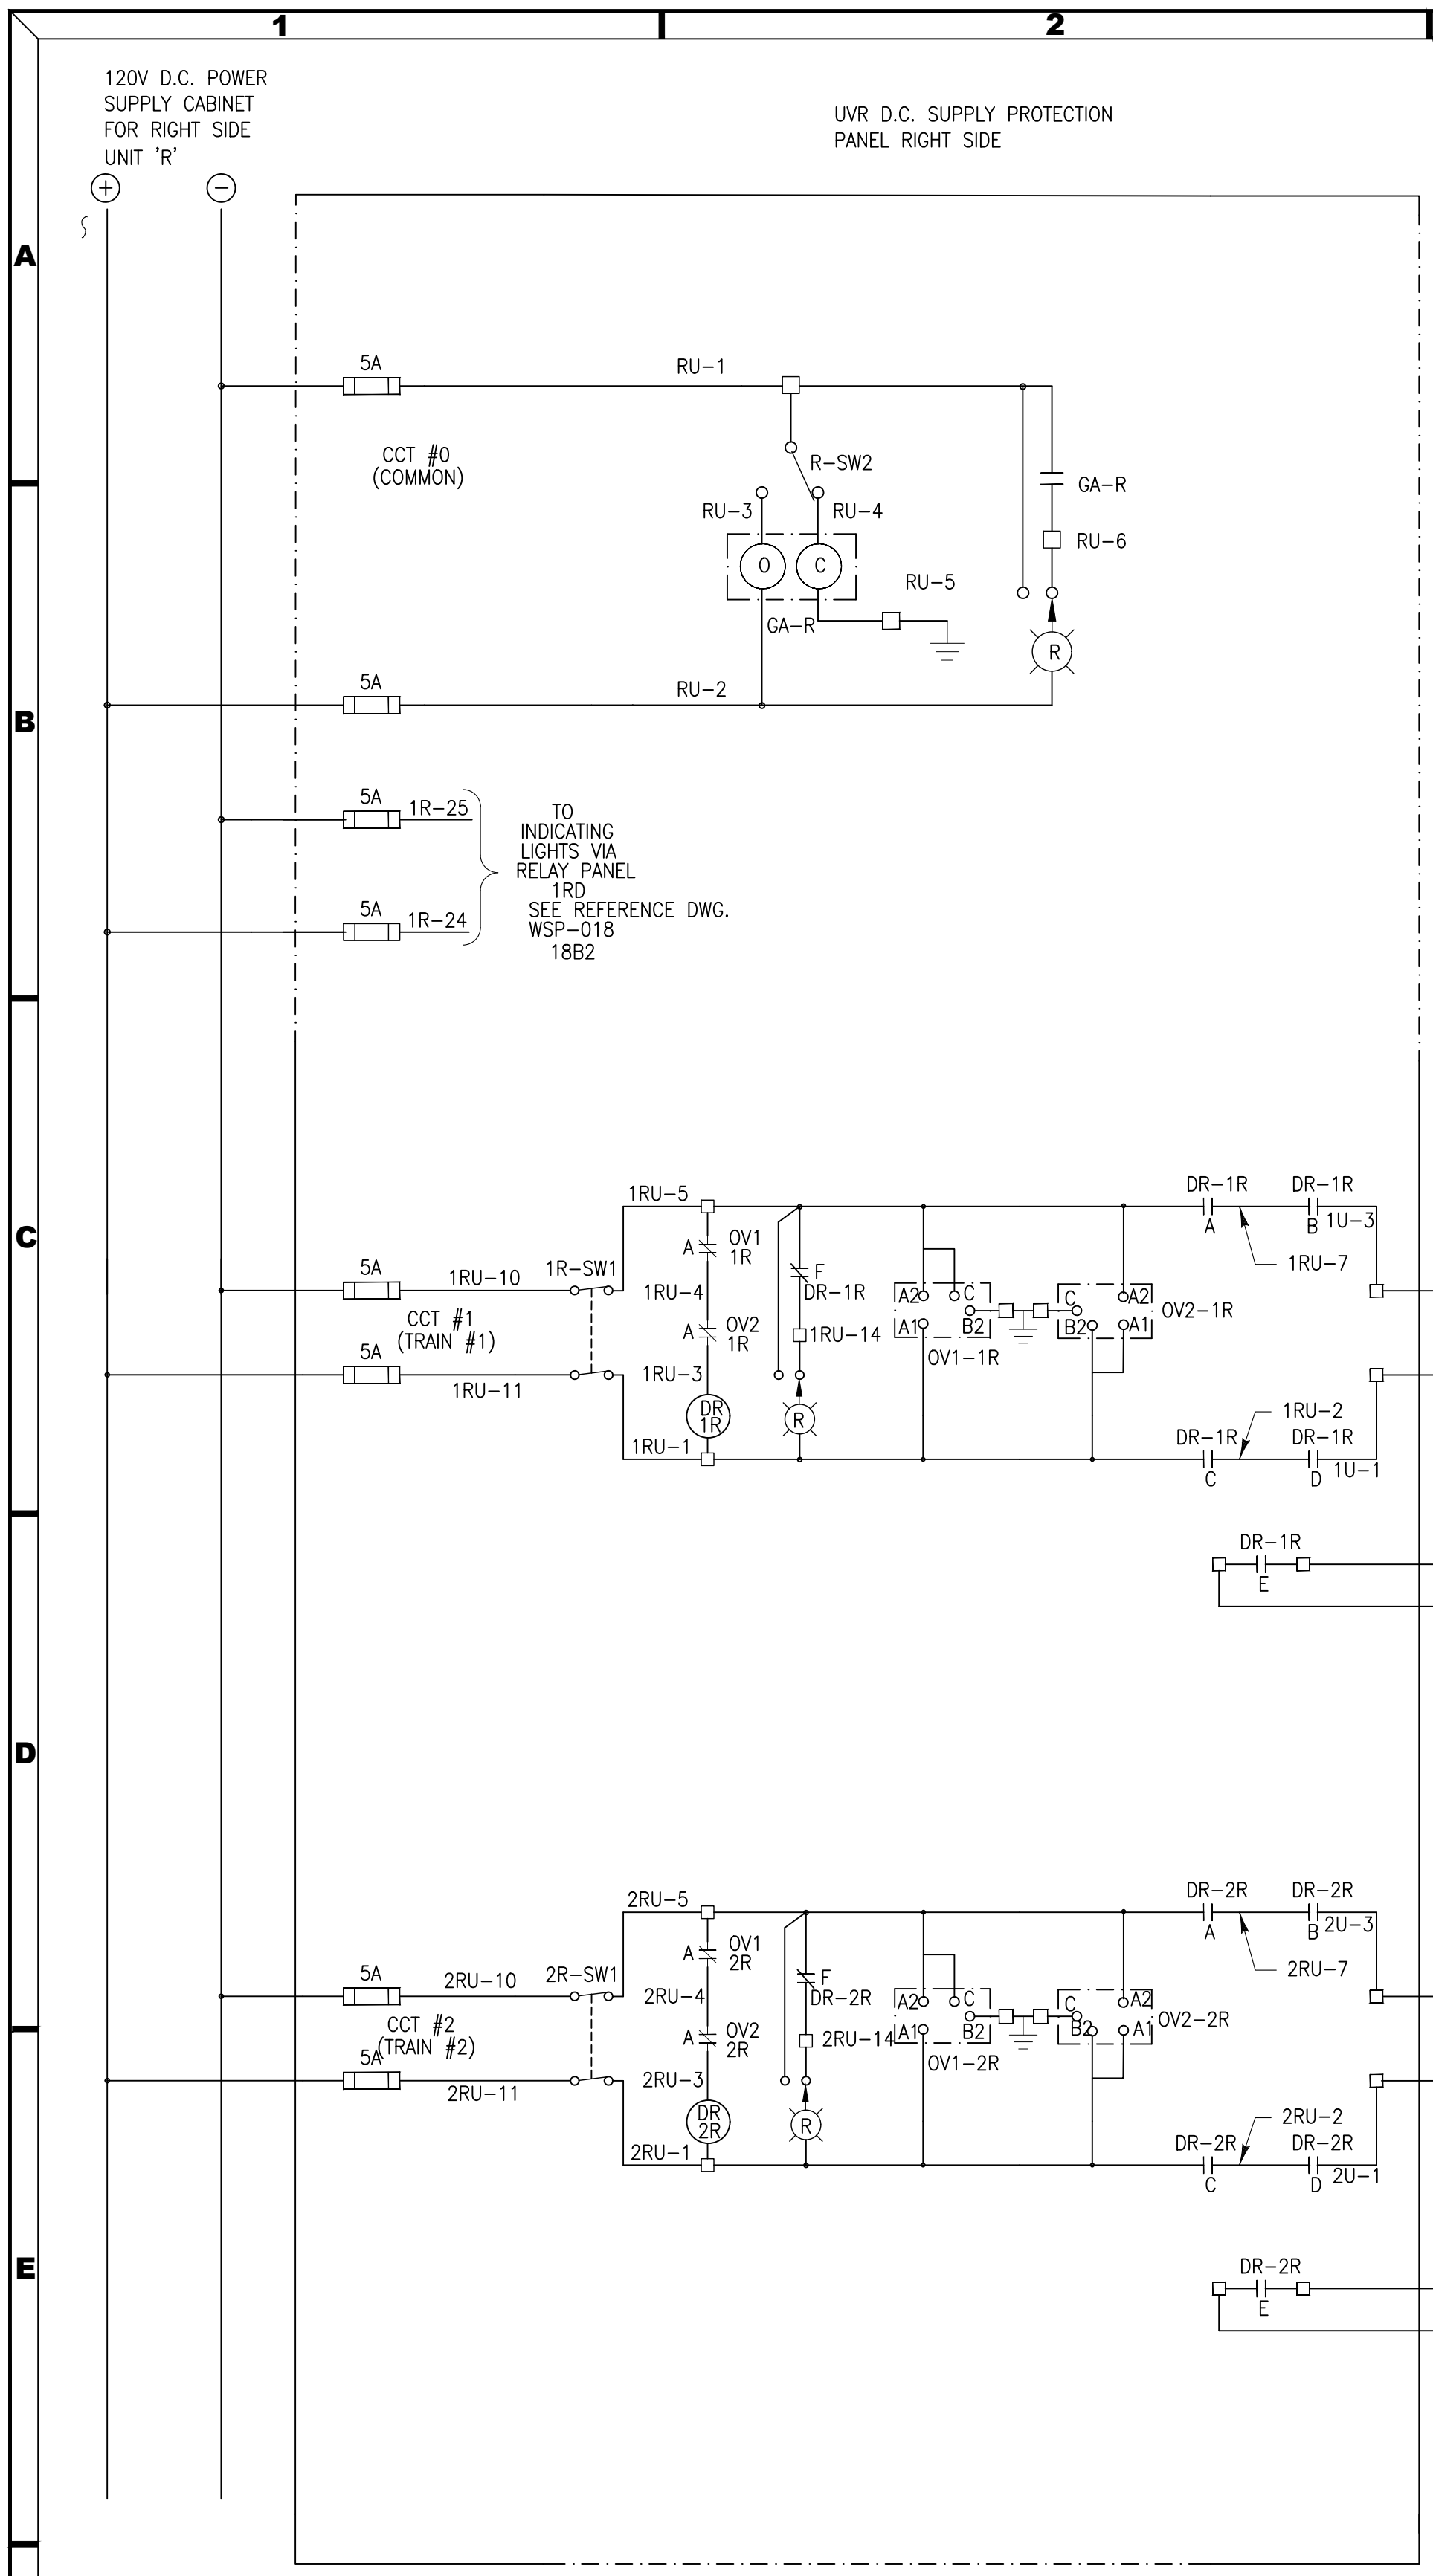 1
2
120V D.C. POWER
SUPPLY CABINET
FOR RIGHT SIDE
UNIT 'R'
+
−
UVR D.C. SUPPLY PROTECTION
PANEL RIGHT SIDE
A
5A
RU-1
CCT #0
(COMMON)
R-SW2
GA-R
RU-3
RU-4
RU-6
O
C
RU-5
GA-R
R
5A
RU-2
B
5A
1R-25
TO
INDICATING
LIGHTS VIA
RELAY PANEL
1RD
SEE REFERENCE DWG.
WSP-018
18B2
5A
1R-24
C
1RU-5
DR-1R
DR-1R
A
B
1U-3
A
OV1
1R
1RU-7
5A
1RU-10
1R-SW1
1RU-4
F
DR-1R
A2
C
C
A2
OV2-1R
CCT #1
(TRAIN #1)
A
OV2
1R
1RU-14
A1
B2
B2
A1
OV1-1R
5A
1RU-11
1RU-3
DR
1R
R
1RU-2
1RU-1
DR-1R
DR-1R
C
D
1U-1
DR-1R
E
D
2RU-5
DR-2R
DR-2R
A
B
2U-3
A
OV1
2R
2RU-7
5A
2RU-10
2R-SW1
2RU-4
F
DR-2R
A2
C
C
A2
OV2-2R
CCT #2
(TRAIN #2)
A
OV2
2R
2RU-14
A1
B2
B2
A1
OV1-2R
5A
2RU-11
2RU-3
DR
2R
R
2RU-2
2RU-1
DR-2R
DR-2R
C
D
2U-1
E
DR-2R
E